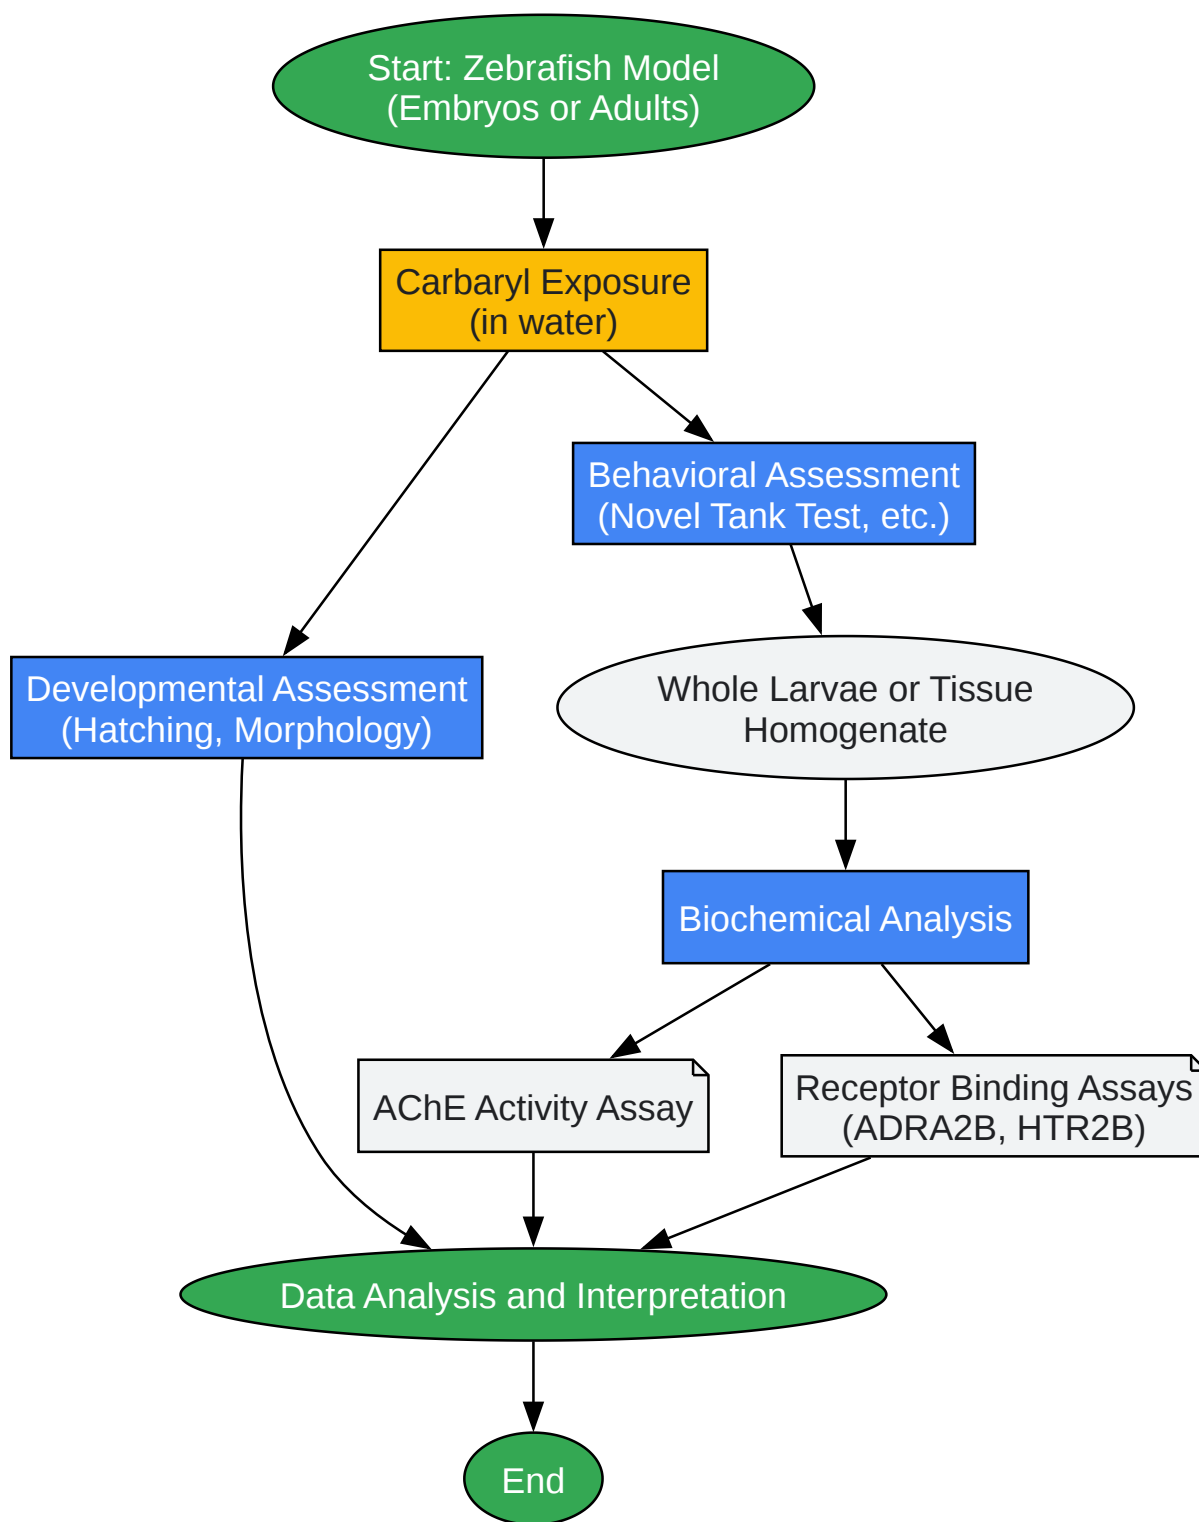 Start: Zebrafish Model
(Embryos or Adults)
Carbaryl Exposure
(in water)
Behavioral Assessment
(Novel Tank Test, etc.)
Developmental Assessment
(Hatching, Morphology)
Whole Larvae or Tissue
Homogenate
Biochemical Analysis
AChE Activity Assay
Receptor Binding Assays
(ADRA2B, HTR2B)
Data Analysis and Interpretation
End